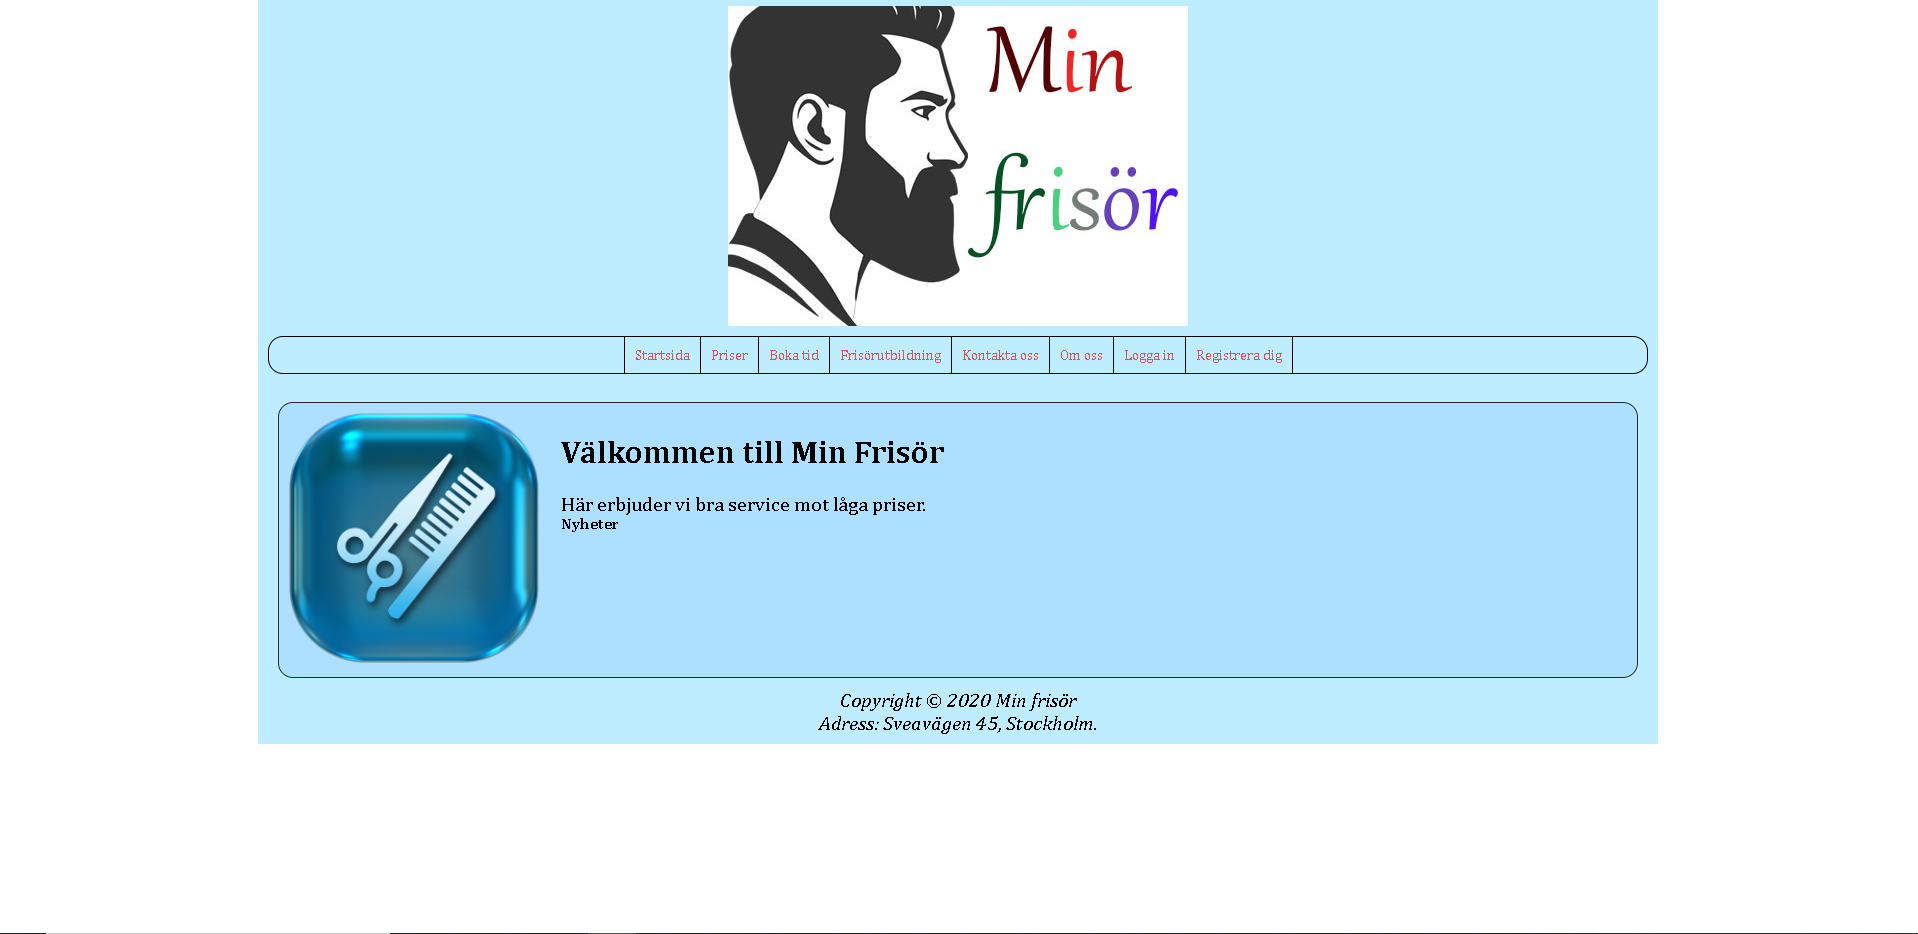 Min
frisör
Startsida Priser Boka tid Frisörutbildning Kontakta oss Om oss Logga in Registrera dig
Välkommen till Min Frisör
Här erbjuder vi bra service mot låga priser.
Nyheter
Copyright © 2020 Min frisör
Adress: Sveavägen 45, Stockholm.